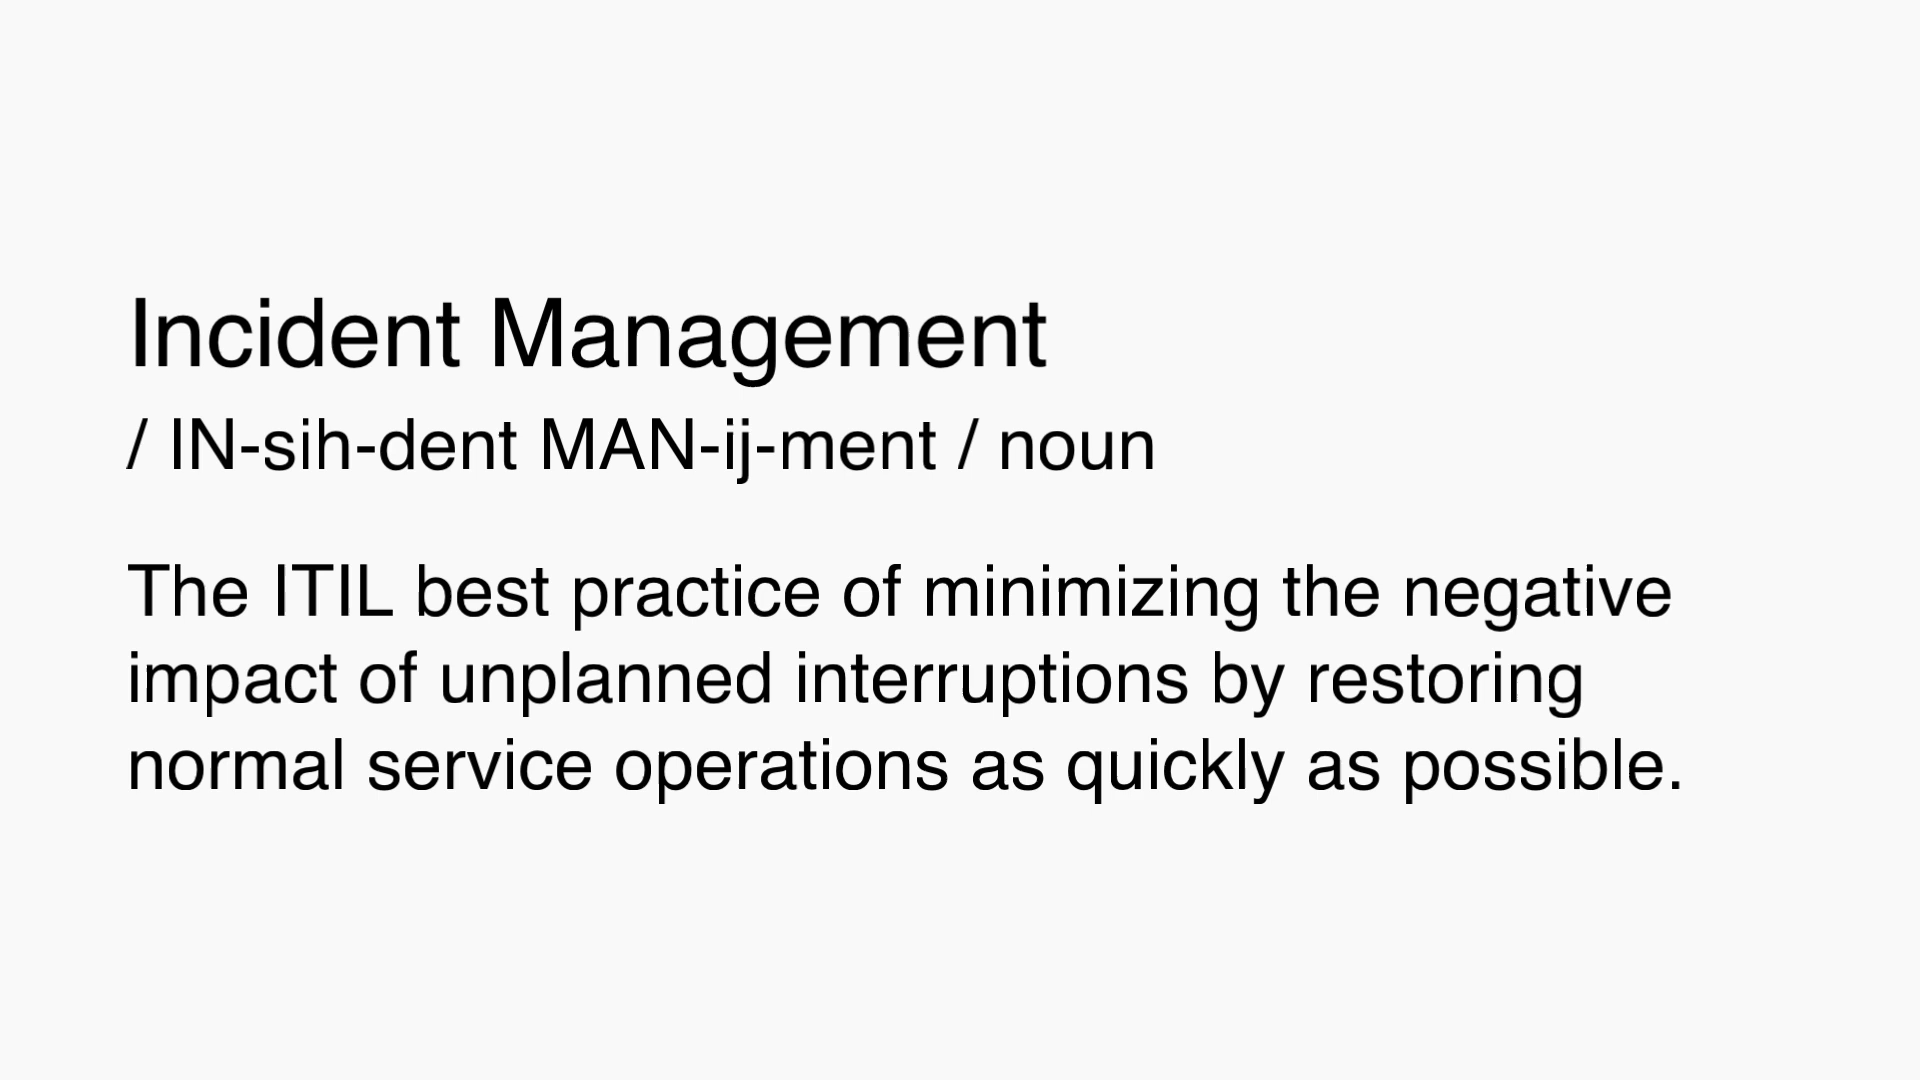 Incident Management
/ IN-sih-dent MAN-ij-ment / noun
The ITIL best practice of minimizing the negative
impact of unplanned interruptions by restoring
normal service operations as quickly as possible.